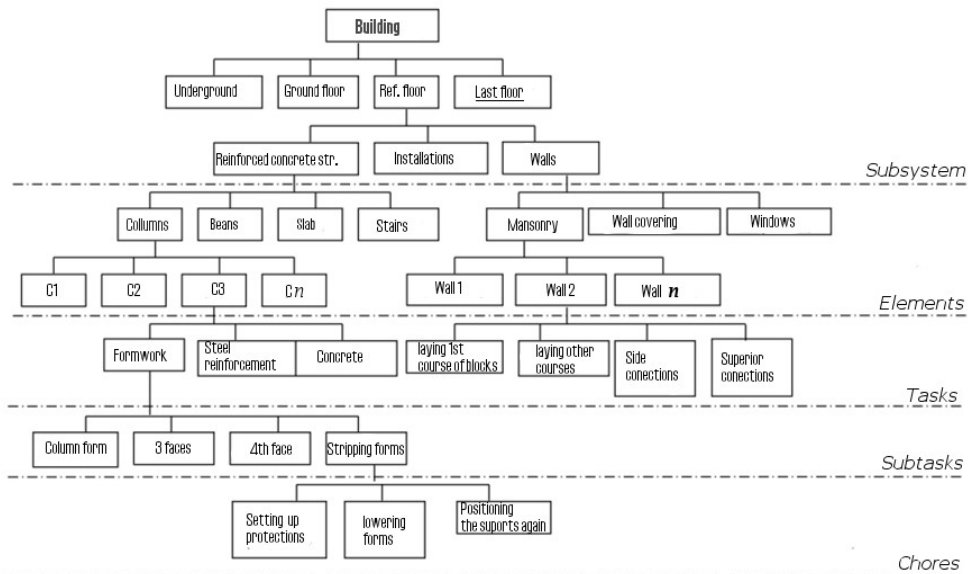 Building
Underground
Ground floor
Ref. floor
Last floor
Reinforced concrete str.
Installations
Walls
Subsystem
Collumns
Beans
Slab
Stairs
Mansonry
Wall covering
Windows
C1
C2
C3
Cn
Wall 1
Wall 2
Wall n
Elements
Formwork
Steel
reinforcement
Concrete
laying 1st
course of blocks
laying other
courses
Side
conections
Superior
conections
Tasks
Column form
3 faces
4th face
Stripping forms
Subtasks
Setting up
protections
lowering
forms
Positioning
the suports again
Chores